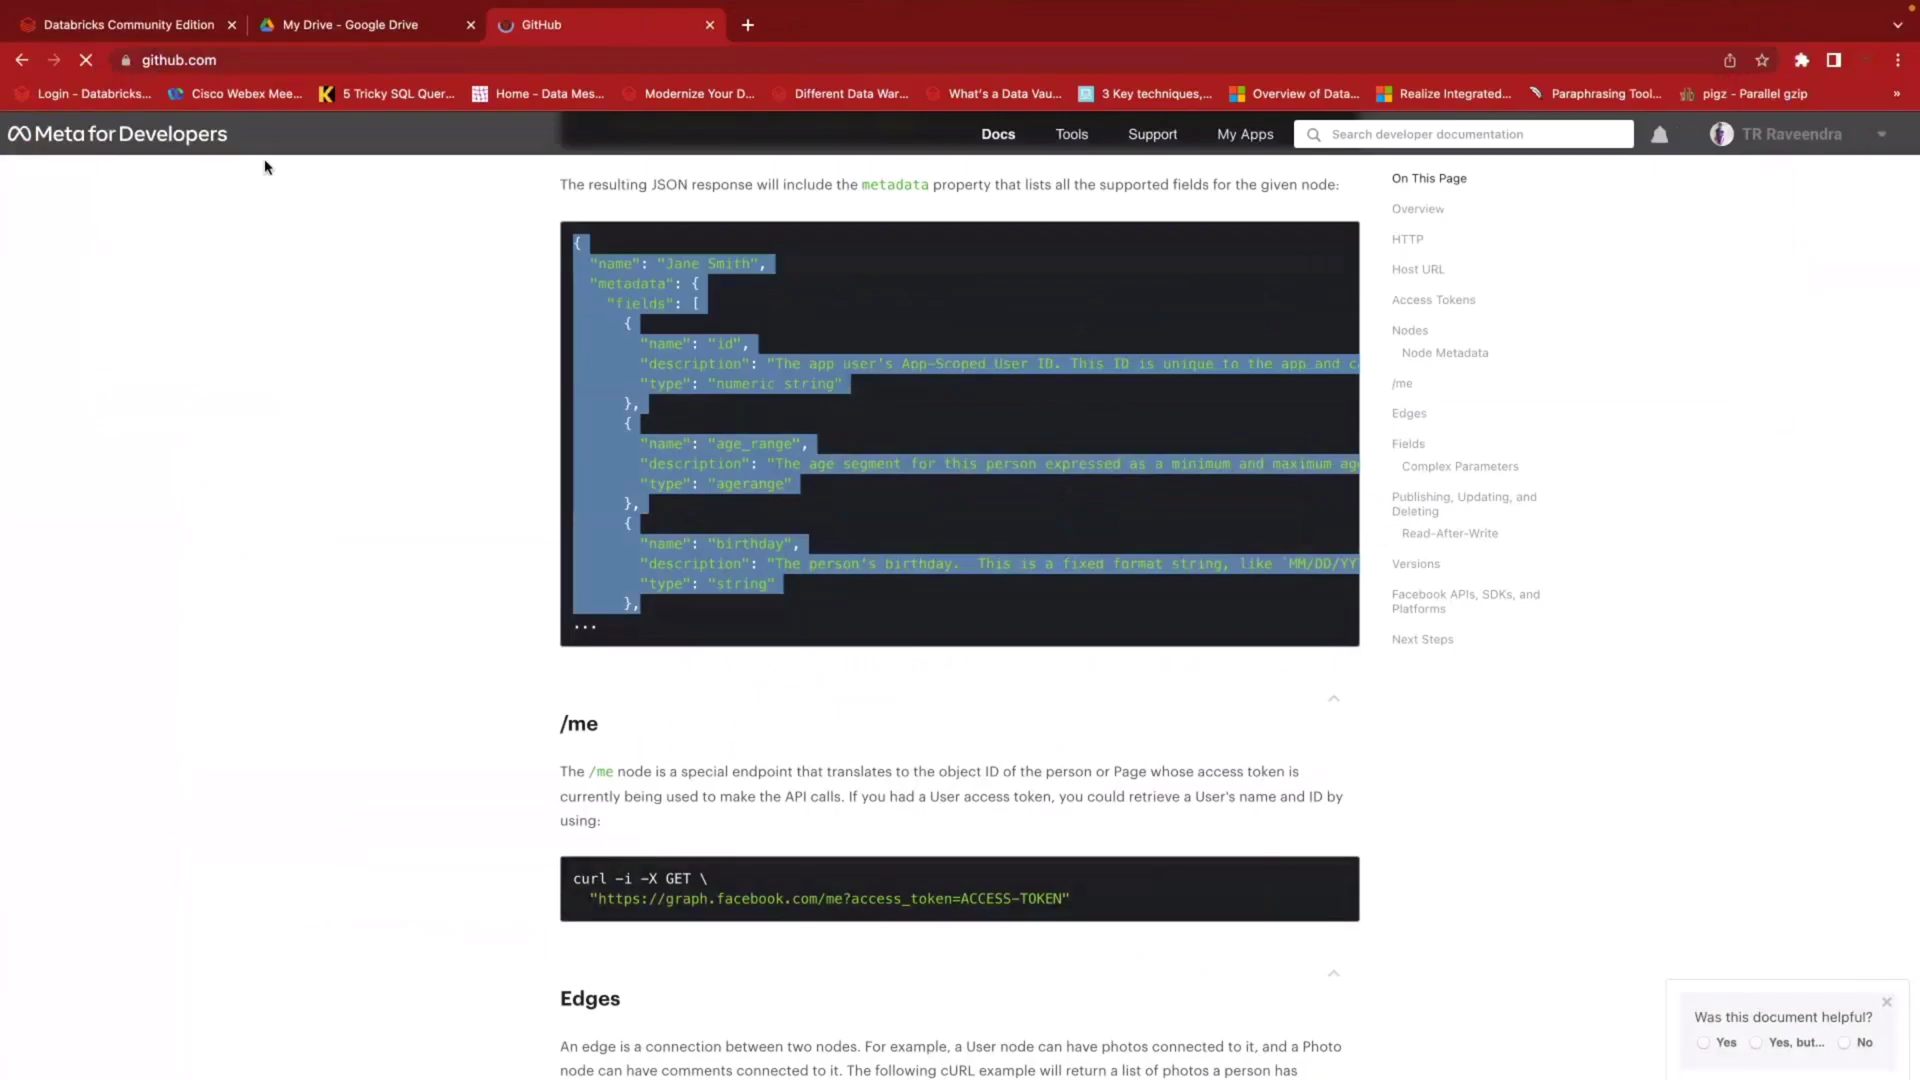 Databricks Community Edition
My Drive - Google Drive
GitHub
github.com
Login - Databricks...
Cisco Webex Mee...
5 Tricky SQL Quer...
Home - Data Mes...
Modernize Your D...
Different Data War...
What's a Data Vau...
3 Key techniques,...
Overview of Data...
Realize Integrated...
Paraphrasing Tool...
pigz - Parallel gzip
»
Meta for Developers
Docs
Tools
Support
My Apps
Search developer documentation
TR Raveendra
The resulting JSON response will include the metadata property that lists all the supported fields for the given node:
{
"name": "Jane Smith",
"metadata": {
"fields": [
{
"name": "id",
"description": "The app user's App-Scoped User ID. This ID is unique to the app and c
"type": "numeric string"
},
{
"name": "age_range",
"description": "The age segment for this person expressed as a minimum and maximum ag
"type": "agerange"
},
{
"name": "birthday",
"description": "The person's birthday.  This is a fixed format string, like `MM/DD/YY
"type": "string"
},
...
/me
The /me node is a special endpoint that translates to the object ID of the person or Page whose access token is
currently being used to make the API calls. If you had a User access token, you could retrieve a User's name and ID by
using:
curl -i -X GET \
"https://graph.facebook.com/me?access_token=ACCESS-TOKEN"
Edges
An edge is a connection between two nodes. For example, a User node can have photos connected to it, and a Photo
node can have comments connected to it. The following cURL example will return a list of photos a person has
On This Page
Overview
HTTP
Host URL
Access Tokens
Nodes
Node Metadata
/me
Edges
Fields
Complex Parameters
Publishing, Updating, and
Deleting
Read-After-Write
Versions
Facebook APIs, SDKs, and
Platforms
Next Steps
Was this document helpful?
Yes
Yes, but...
No